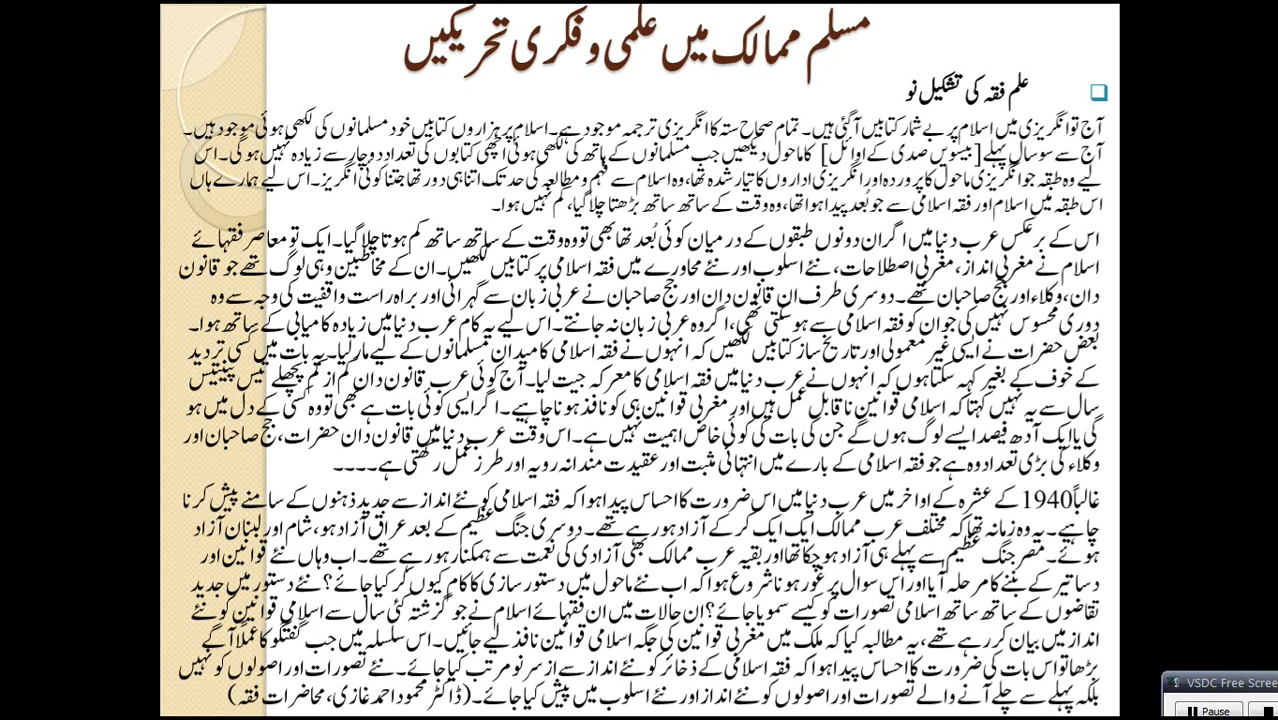 مسلم ممالک میں علمی و فکری تحریکیں
علم فقہ کی تشکیل نو
آج تو انگریزی میں اسلام پر بے شمار کتابیں آ گئی ہیں۔ تمام صحاح ستہ کا انگریزی ترجمہ موجود ہے۔ اسلام پر ہزاروں کتابیں خود مسلمانوں کی لکھی ہوئی موجود ہیں۔
آج سے سو سال پہلے [بیسویں صدی کے اوائل] کا ماحول دیکھیں جب مسلمانوں کے ہاتھ کی لکھی ہوئی اچھی کتابوں کی تعداد دو چار سے زیادہ نہیں ہو گی۔ اس
لیے وہ طبقہ جو انگریزی ماحول کا پروردہ اور انگریزی اداروں کا تیار شدہ تھا، وہ اسلام سے فہم و مطالعہ کی حد تک اتنا ہی دور تھا جتنا کوئی انگریز۔ اس لیے ہمارے ہاں
اس طبقہ میں اسلام اور فقہ اسلامی سے جو بُعد پیدا ہوا تھا، وہ وقت کے ساتھ ساتھ بڑھتا چلا گیا، کم نہیں ہوا۔
اس کے برعکس عرب دنیا میں اگر ان دونوں طبقوں کے درمیان کوئی بُعد تھا بھی تو وہ وقت کے ساتھ ساتھ کم ہوتا چلا گیا۔ ایک تو معاصر فقہائے
اسلام نے مغربی انداز، مغربی اصطلاحات، نئے اسلوب اور نئے محاورے میں فقہ اسلامی پر کتابیں لکھیں۔ ان کے مخاطبین وہی لوگ تھے جو قانون
دان، وکلاء اور جج صاحبان تھے۔ دوسری طرف ان قانون دان اور جج صاحبان نے عربی زبان سے گہرائی اور براہ راست واقفیت کی وجہ سے وہ
دوری محسوس نہیں کی جو ان کو فقہ اسلامی سے ہو سکتی تھی، اگر وہ عربی زبان نہ جانتے۔ اس لیے یہ کام عرب دنیا میں زیادہ کامیابی کے ساتھ ہوا۔
بعض حضرات نے ایسی غیر معمولی اور تاریخ ساز کتابیں لکھیں کہ انہوں نے فقہ اسلامی کا میدان مسلمانوں کے لیے مار لیا۔ یہ بات میں کسی تردید
کے خوف کے بغیر کہہ سکتا ہوں کہ انہوں نے عرب دنیا میں فقہ اسلامی کا معرکہ جیت لیا۔ آج کوئی عرب قانون دان کم از کم پچھلے تیس پینتیس
سال سے یہ نہیں کہتا کہ اسلامی قوانین ناقابل عمل ہیں اور مغربی قوانین ہی کو نافذ ہونا چاہیے۔ اگر ایسی کوئی بات ہے بھی تو وہ کسی کے دل میں ہو
گی یا ایک آدھ فیصد ایسے لوگ ہوں گے جن کی بات کی کوئی خاص اہمیت نہیں ہے۔ اس وقت عرب دنیا میں قانون دان حضرات، جج صاحبان اور
وکلاء کی بڑی تعداد وہ ہے جو فقہ اسلامی کے بارے میں انتہائی مثبت اور عقیدت مندانہ رویہ اور طرز عمل رکھتی ہے۔۔۔۔
غالباً 1940 کے عشرہ کے اواخر میں عرب دنیا میں اس ضرورت کا احساس پیدا ہوا کہ فقہ اسلامی کو نئے انداز سے جدید ذہنوں کے سامنے پیش کرنا
چاہیے۔ یہ وہ زمانہ تھا کہ مختلف عرب ممالک ایک ایک کر کے آزاد ہو رہے تھے۔ دوسری جنگ عظیم کے بعد عراق آزاد ہو، شام اور لبنان آزاد
ہوئے۔ مصر جنگ عظیم سے پہلے ہی آزاد ہو چکا تھا اور بقیہ عرب ممالک بھی آزادی کی نعمت سے ہمکنار ہو رہے تھے۔ اب وہاں نئے قوانین اور
دساتیر کے بننے کا مرحلہ آیا اور اس سوال پر غور ہونا شروع ہوا کہ اب نئے ماحول میں دستور سازی کا کام کیوں کر کیا جائے؟ نئے دستور میں جدید
تقاضوں کے ساتھ ساتھ اسلامی تصورات کو کیسے سمویا جائے؟ ان حالات میں ان فقہائے اسلام نے جو گزشتہ کئی سال سے اسلامی قوانین کو نئے
انداز میں بیان کر رہے تھے، یہ مطالبہ کیا کہ ملک میں مغربی قوانین کی جگہ اسلامی قوانین نافذ لیے جائیں۔ اس سلسلہ میں جب گفتگو کا عملاً آگے
بڑھا تو اس بات کی ضرورت کا احساس پیدا ہوا کہ فقہ اسلامی کے ذخائر کو نئے انداز سے از سر نو مرتب کیا جائے۔ نئے تصورات اور اصولوں کو نہیں
بلکہ پہلے سے چلے آنے والے تصورات اور اصولوں کو نئے انداز اور نئے اسلوب میں پیش کیا جائے۔ (ڈاکٹر محمود احمد غازی، محاضرات فقہ)
VSDC Free Scree
Pause